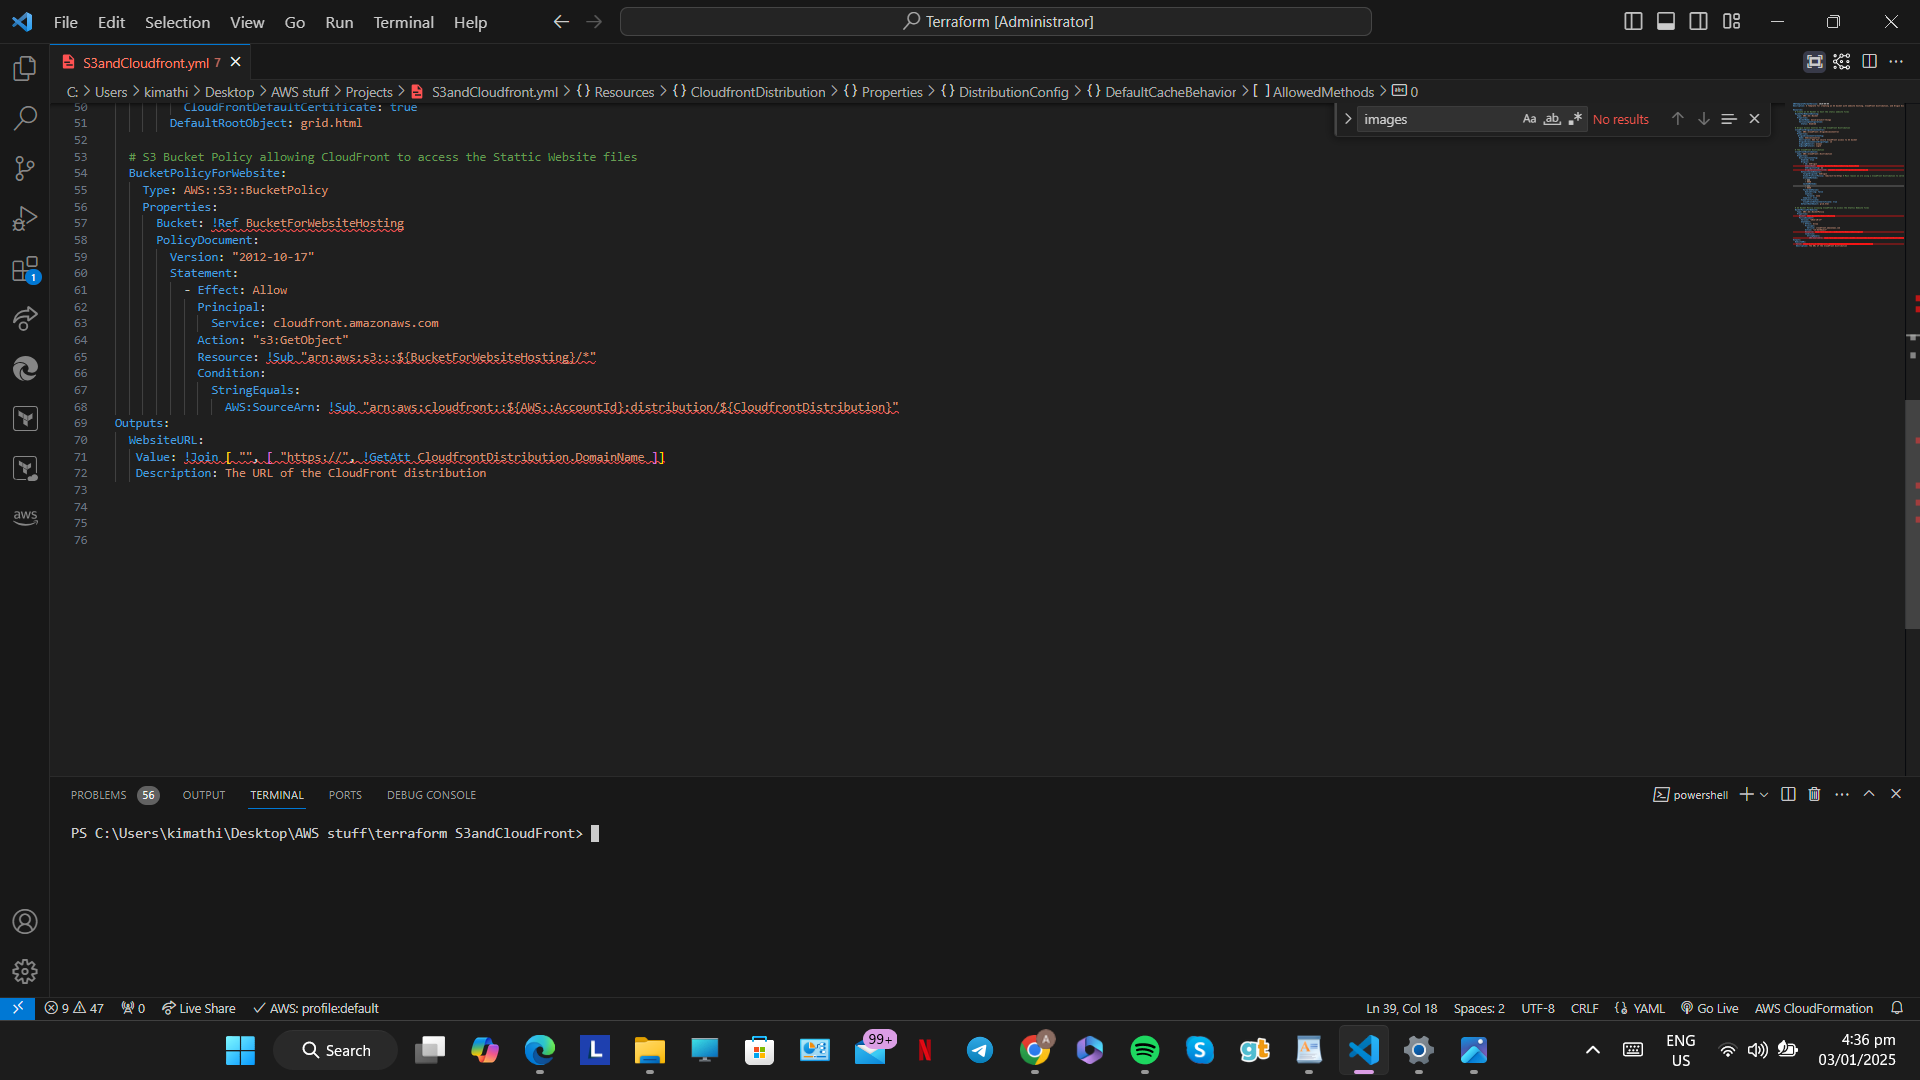 File Edit Selection View Go Run Terminal Help
Terraform [Administrator]
S3andCloudfront.yml 7
C: > Users > kimathi > Desktop > AWS stuff > Projects > S3andCloudfront.yml > {} Resources > {} CloudfrontDistribution > {} Properties > {} DistributionConfig > {} DefaultCacheBehavior > [ ] AllowedMethods > abc 0
images Aa ab .* No results
50 CloudFrontDefaultCertificate: true
51 DefaultRootObject: grid.html
52
53 # S3 Bucket Policy allowing CloudFront to access the Stattic Website files
54 BucketPolicyForWebsite:
55 Type: AWS::S3::BucketPolicy
56 Properties:
57 Bucket: !Ref BucketForWebsiteHosting
58 PolicyDocument:
59 Version: "2012-10-17"
60 Statement:
61 - Effect: Allow
62 Principal:
63 Service: cloudfront.amazonaws.com
64 Action: "s3:GetObject"
65 Resource: !Sub "arn:aws:s3:::${BucketForWebsiteHosting}/*"
66 Condition:
67 StringEquals:
68 AWS:SourceArn: !Sub "arn:aws:cloudfront::${AWS::AccountId}:distribution/${CloudfrontDistribution}"
69 Outputs:
70 WebsiteURL:
71 Value: !Join [ "", [ "https://", !GetAtt CloudfrontDistribution.DomainName ]]
72 Description: The URL of the CloudFront distribution
73
74
75
76
1
aws
PROBLEMS 56 OUTPUT TERMINAL PORTS DEBUG CONSOLE
powershell
PS C:\Users\kimathi\Desktop\AWS stuff\terraform S3andCloudFront>
9 47 0 Live Share AWS: profile:default
Ln 39, Col 18 Spaces: 2 UTF-8 CRLF {} YAML Go Live AWS CloudFormation
Search
L
99+
N
A
S
gt
ENG
US
4:36 pm
03/01/2025